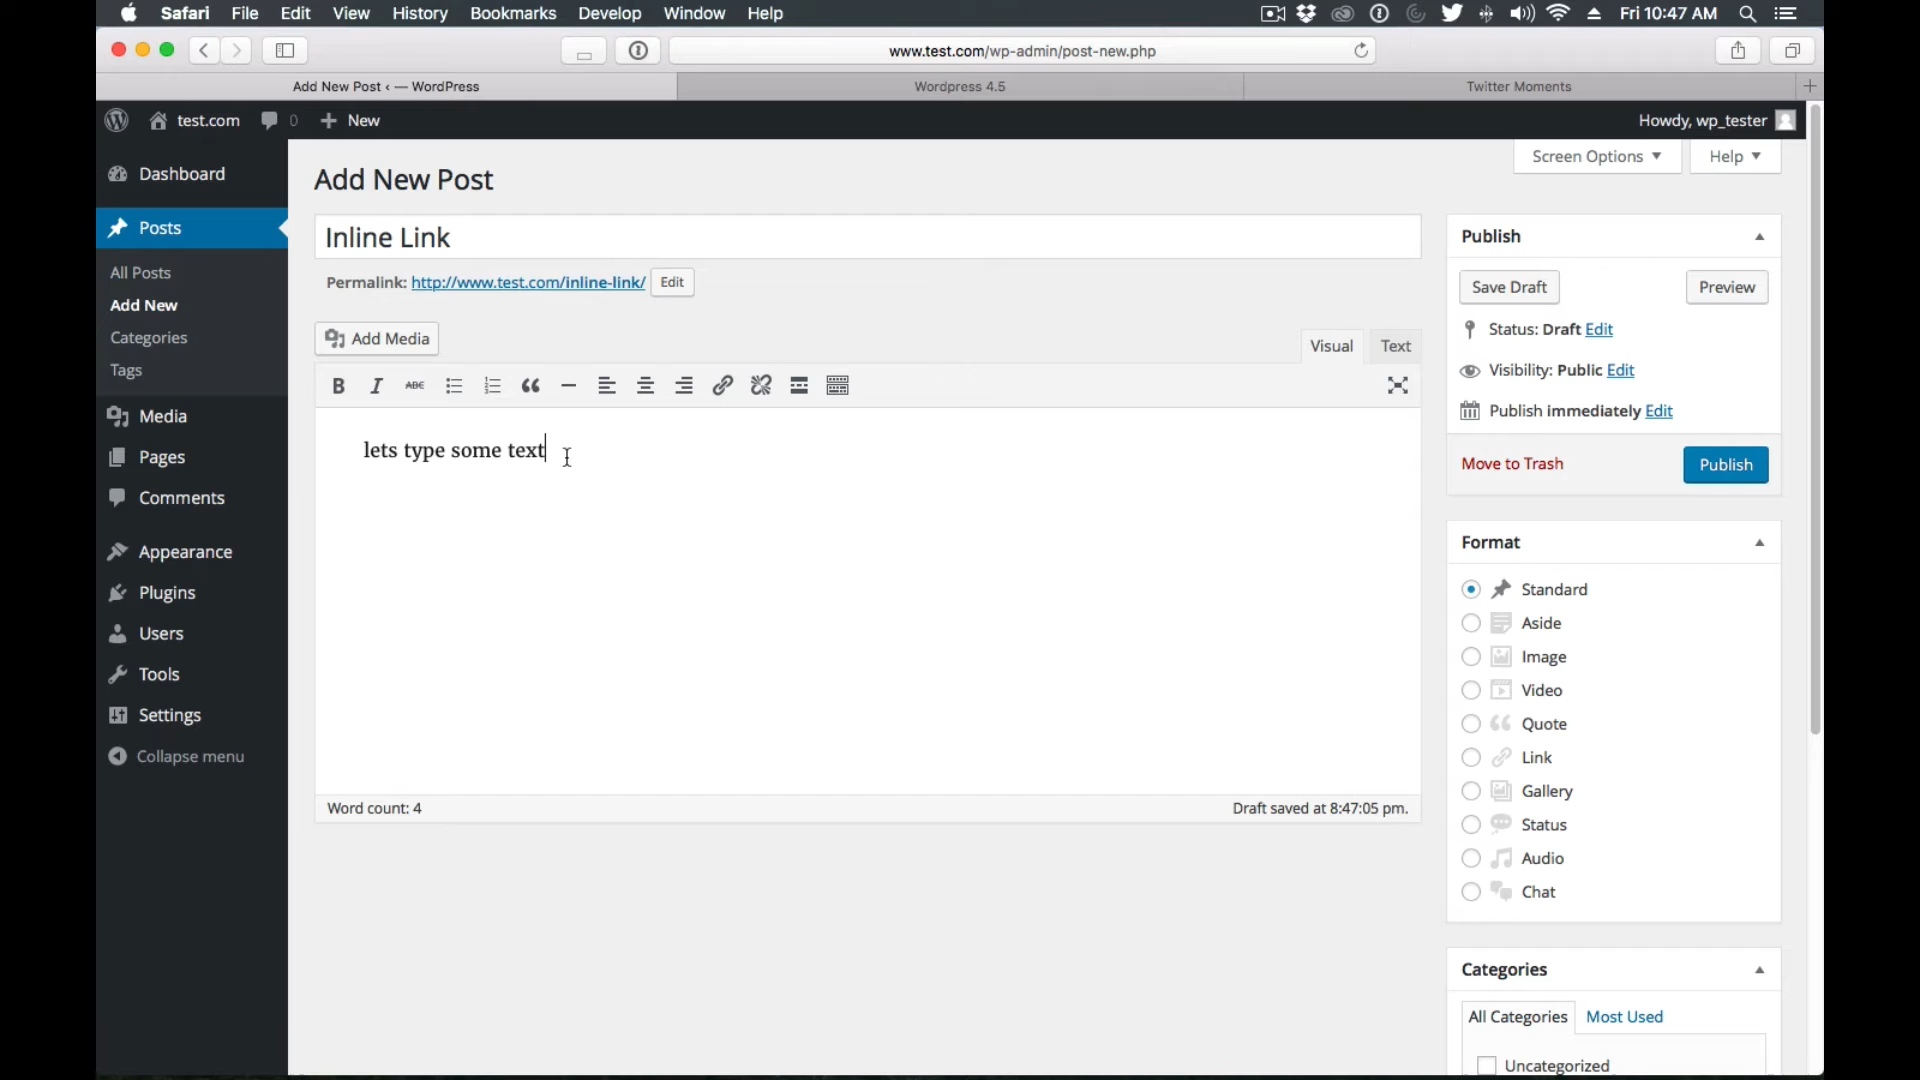 Safari File Edit View History Bookmarks Develop Window Help Fri 10:47 AM
www.test.com/wp-admin/post-new.php
Add New Post ‹ — WordPress Wordpress 4.5 Twitter Moments
test.com 0 New Howdy, wp_tester
Screen Options Help
Dashboard
Posts
All Posts
Add New
Categories
Tags
Media
Pages
Comments
Appearance
Plugins
Users
Tools
Settings
Collapse menu
Add New Post
Inline Link
Permalink: http://www.test.com/inline-link/ Edit
Add Media
Visual Text
B I ABC
lets type some text
Word count: 4 Draft saved at 8:47:05 pm.
Publish
Save Draft Preview
Status: Draft Edit
Visibility: Public Edit
Publish immediately Edit
Move to Trash Publish
Format
Standard
Aside
Image
Video
Quote
Link
Gallery
Status
Audio
Chat
Categories
All Categories Most Used
Uncategorized